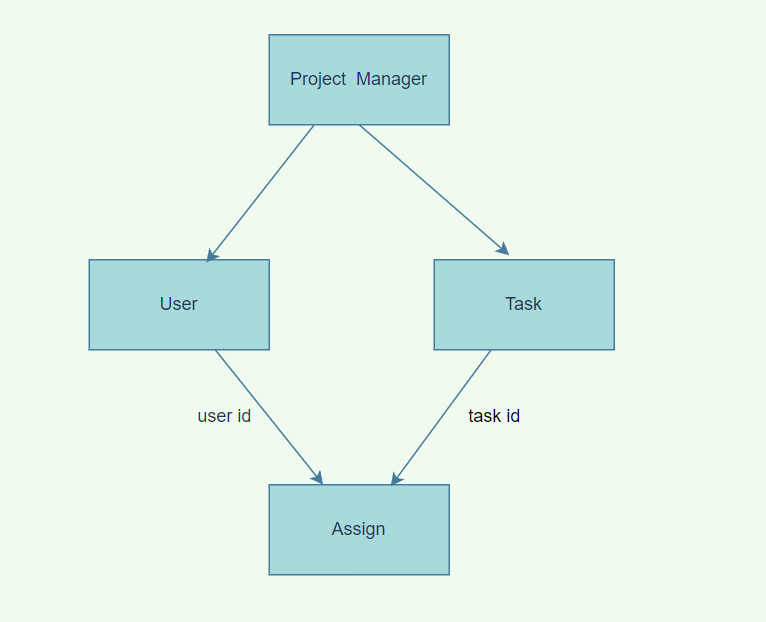 Project Manager
User
Task
user id
task id
Assign